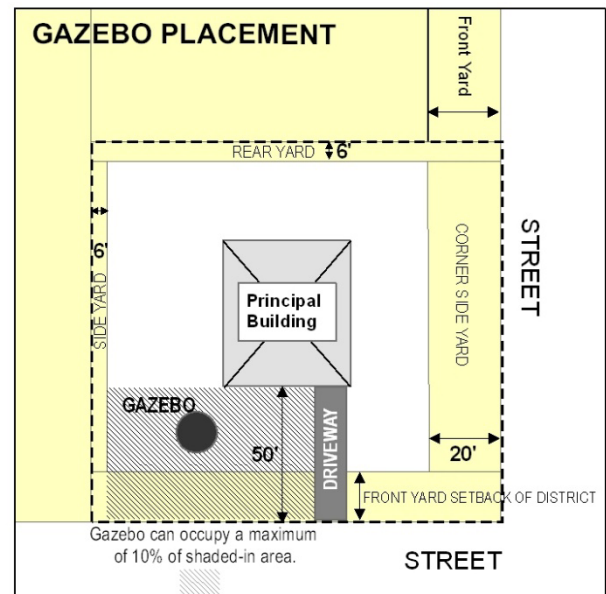 GAZEBO PLACEMENT
Front Yard
REAR YARD
6'
6'
SIDE YARD
CORNER SIDE YARD
STREET
Principal
Building
GAZEBO
50'
DRIVEWAY
20'
FRONT YARD SETBACK OF DISTRICT
Gazebo can occupy a maximum
of 10% of shaded-in area.
STREET